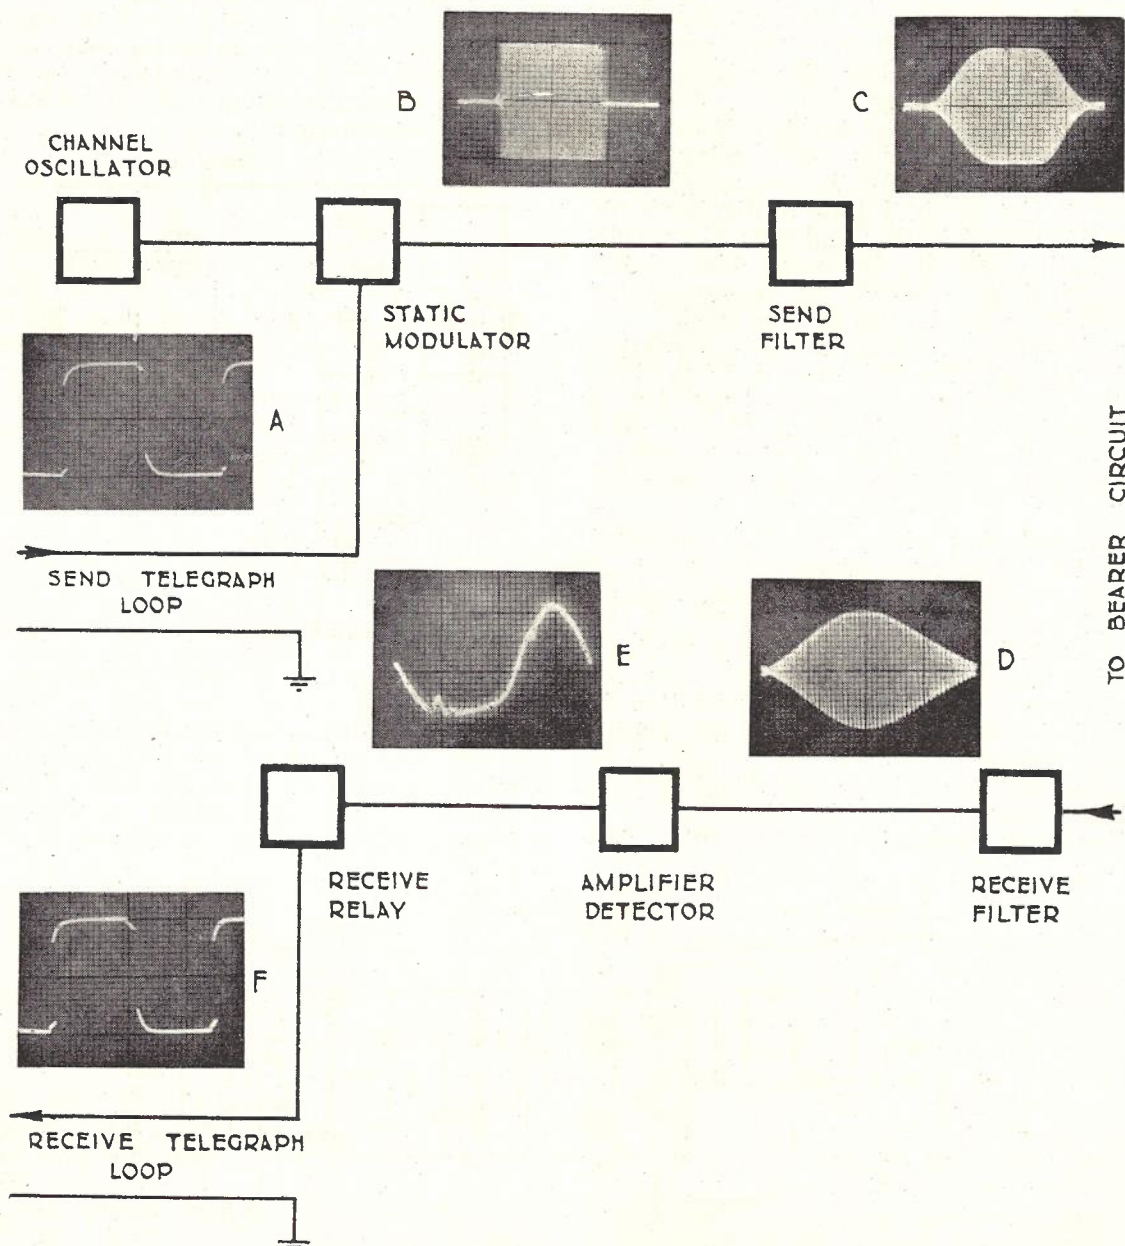 B
C
CHANNEL
OSCILLATOR
STATIC
MODULATOR
SEND
FILTER
A
SEND TELEGRAPH
LOOP
TO BEARER CIRCUIT
E
D
RECEIVE
RELAY
AMPLIFIER
DETECTOR
RECEIVE
FILTER
F
RECEIVE TELEGRAPH
LOOP